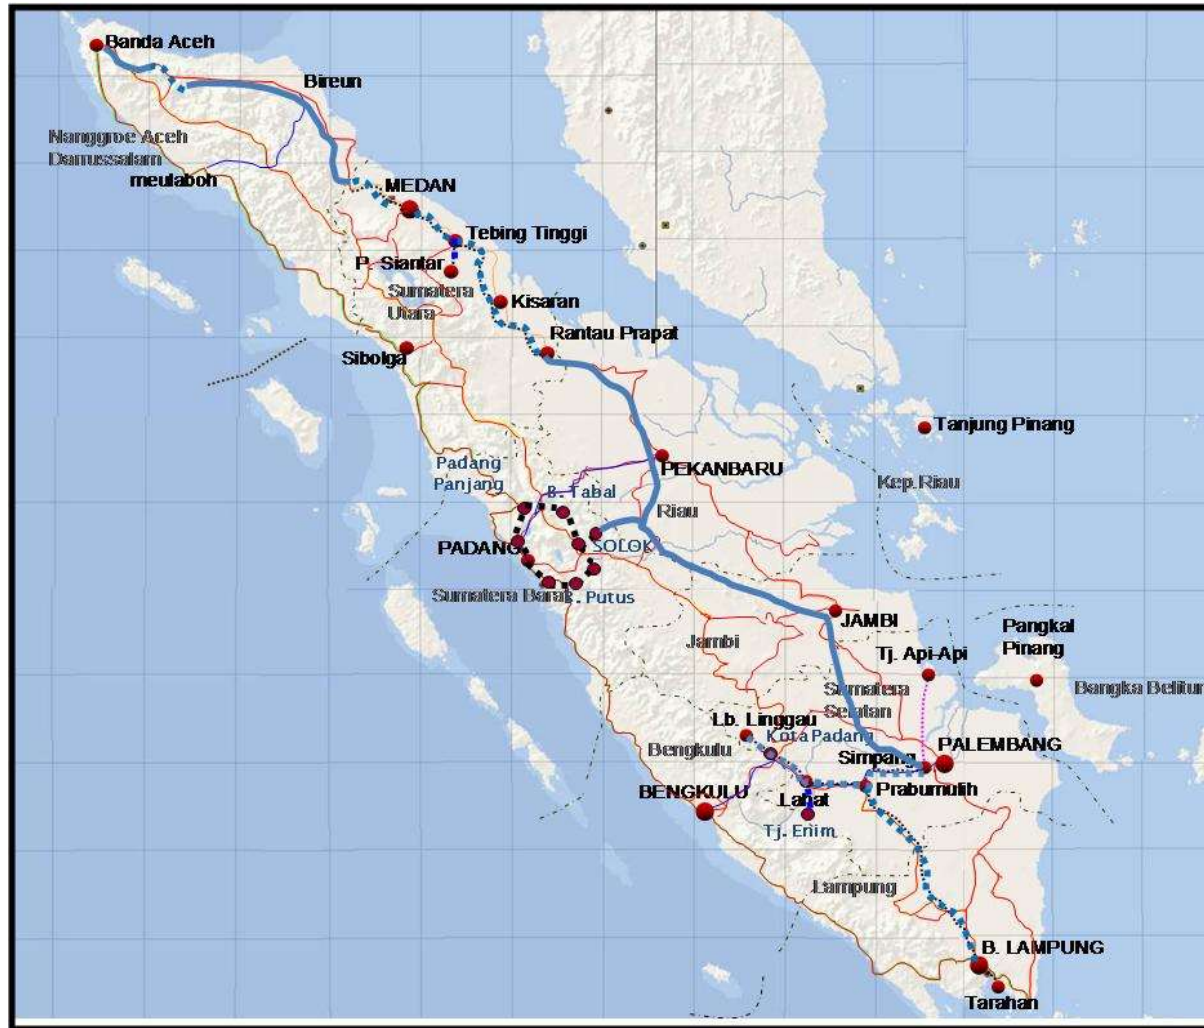 Banda Aceh
Bireun
Nanggroe Aceh
Darrussalam
meulaboh
MEDAN
Tebing Tinggi
P. Siantar
Sumatera
Utara
Kisaran
Rantau Prapat
Sibolga
Tanjung Pinang
Padang
Panjang
PEKANBARU
Kep. Riau
B. Tabal
Riau
PADANG
SOLOK
Sumatera Barat
B. Putus
JAMBI
Pangkal
Pinang
Jambi
Tj. Api-Api
Sumatera
Selatan
Bangka Belitun
Lb. Linggau
Kota Padang
Bengkulu
Simpang
PALEMBANG
BENGKULU
Lahat
Prabumulih
Tj. Enim
Lampung
B. LAMPUNG
Tarahan